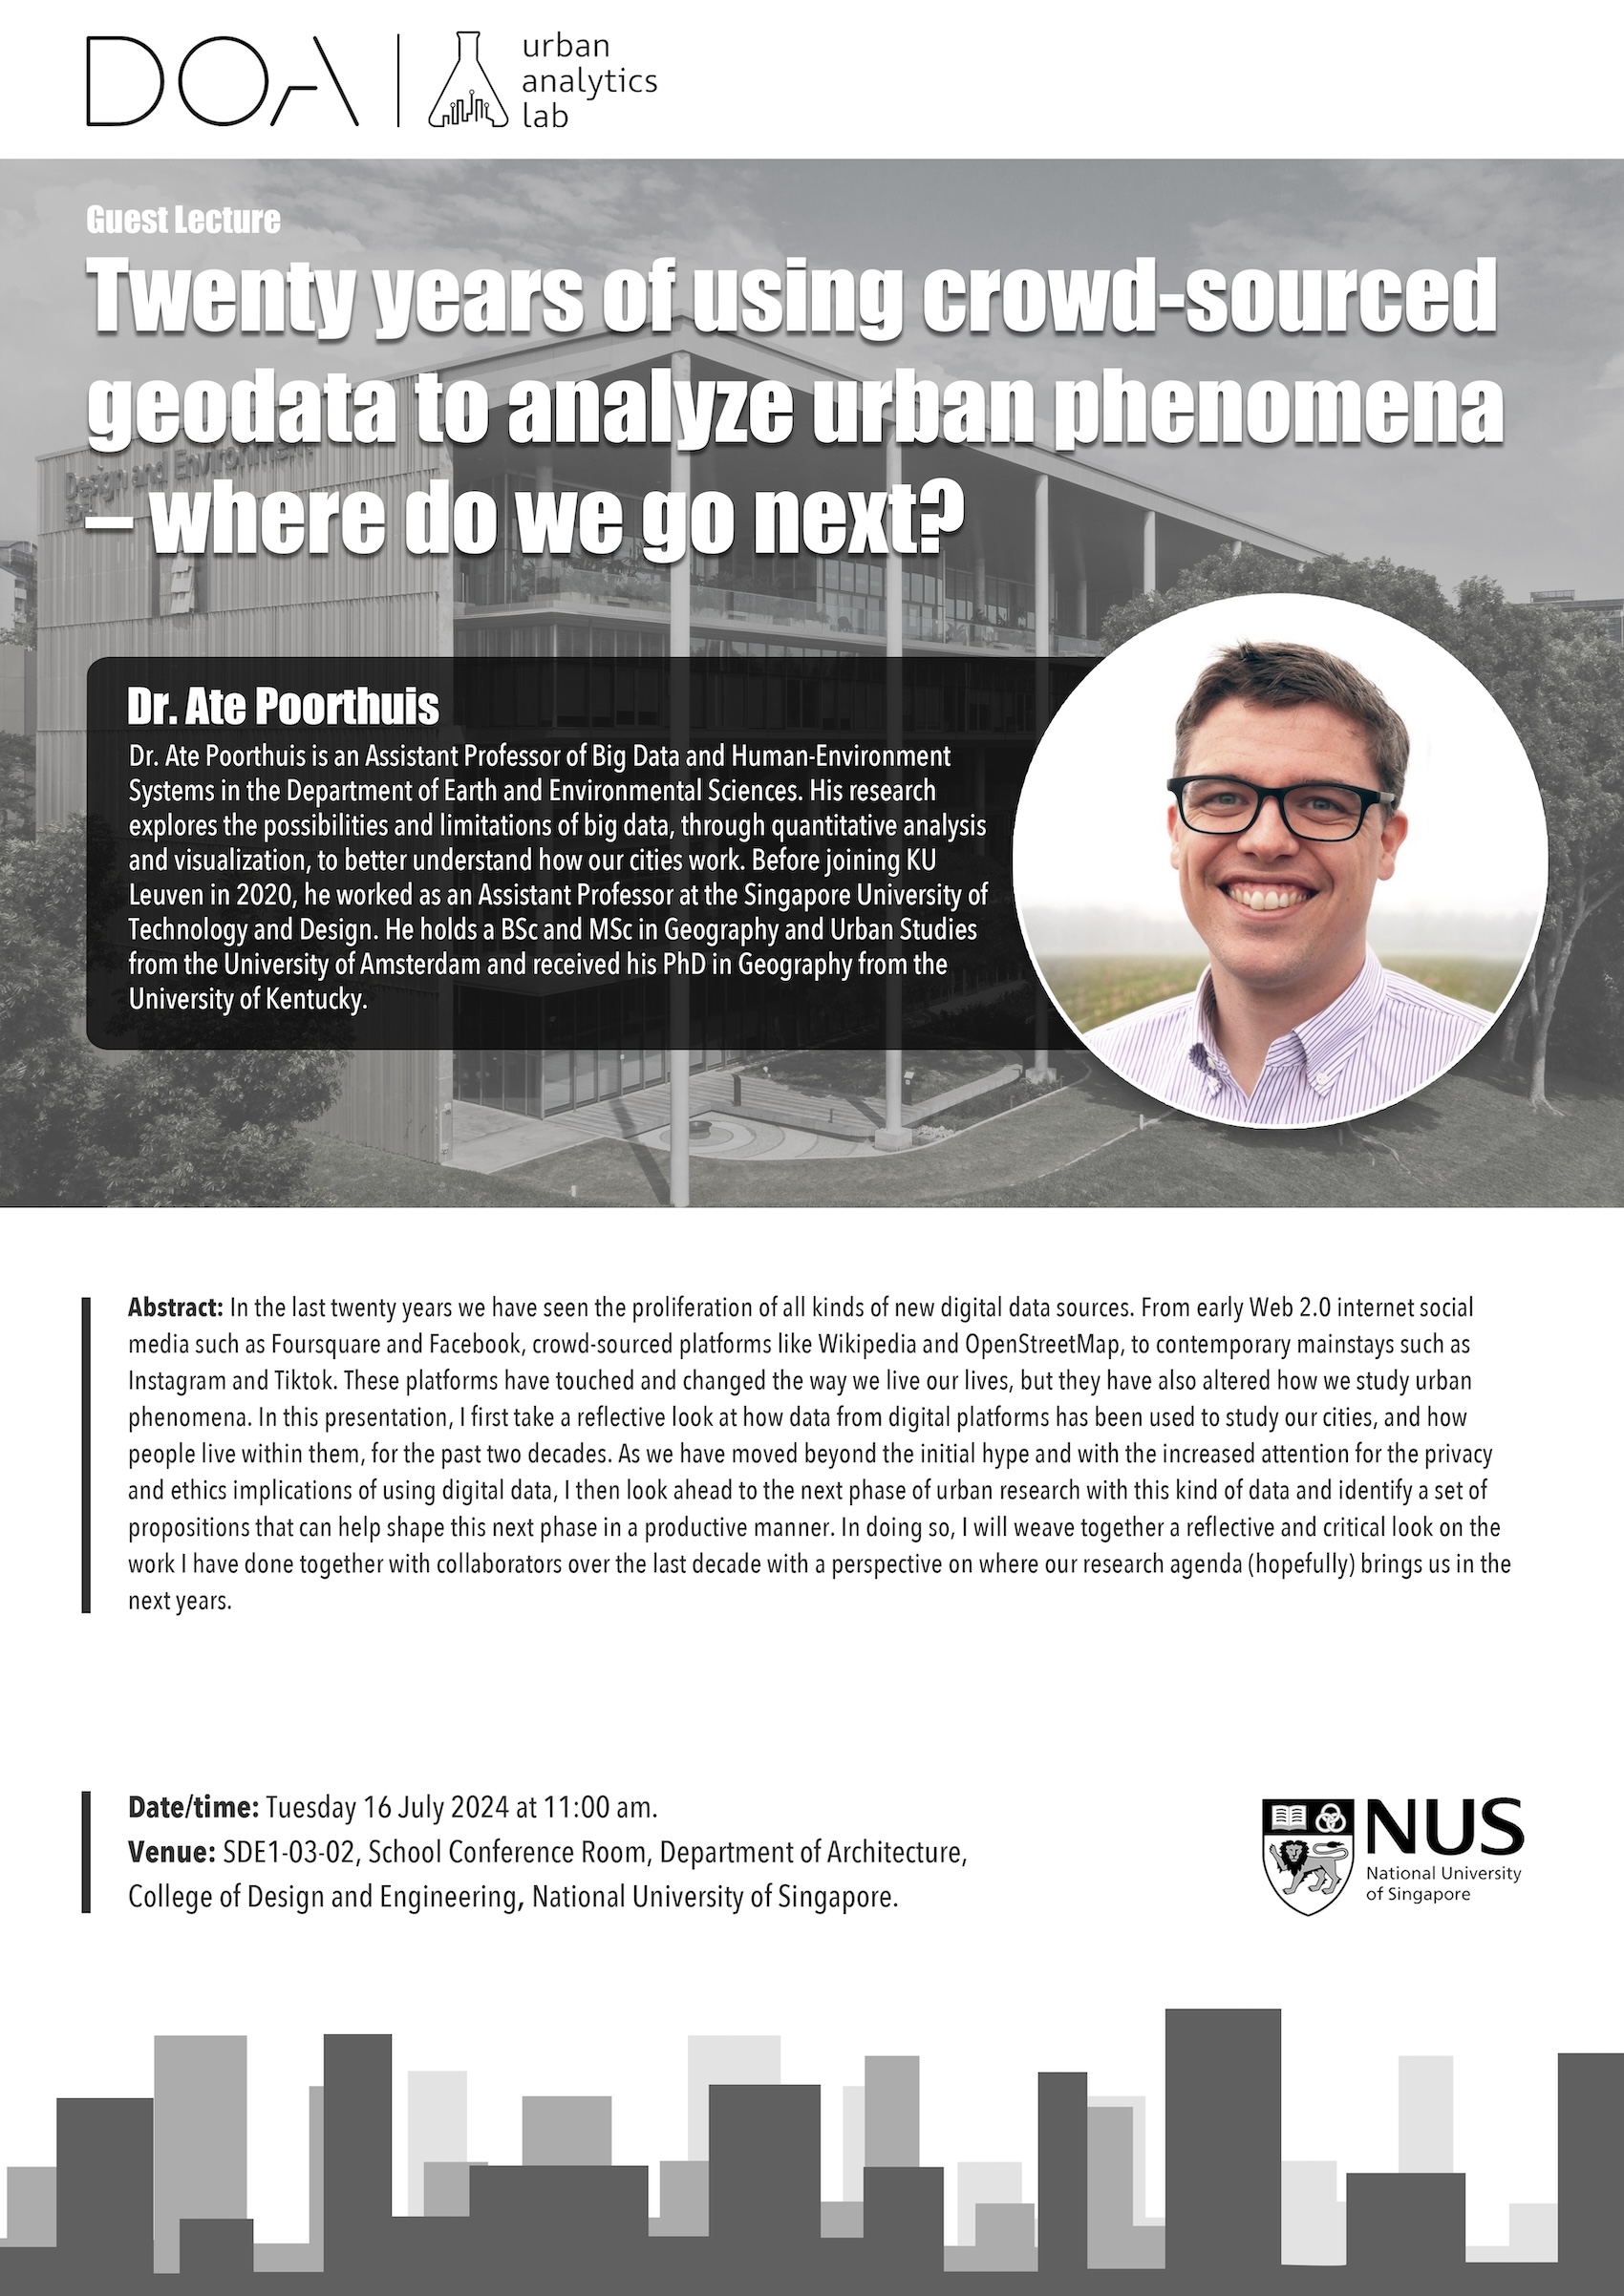 DOA
urban
analytics
lab
Guest Lecture
Twenty years of using crowd-sourced
geodata to analyze urban phenomena
– where do we go next?
Design and Environment
Dr. Ate Poorthuis
Dr. Ate Poorthuis is an Assistant Professor of Big Data and Human-Environment
Systems in the Department of Earth and Environmental Sciences. His research
explores the possibilities and limitations of big data, through quantitative analysis
and visualization, to better understand how our cities work. Before joining KU
Leuven in 2020, he worked as an Assistant Professor at the Singapore University of
Technology and Design. He holds a BSc and MSc in Geography and Urban Studies
from the University of Amsterdam and received his PhD in Geography from the
University of Kentucky.
Abstract: In the last twenty years we have seen the proliferation of all kinds of new digital data sources. From early Web 2.0 internet social
media such as Foursquare and Facebook, crowd-sourced platforms like Wikipedia and OpenStreetMap, to contemporary mainstays such as
Instagram and Tiktok. These platforms have touched and changed the way we live our lives, but they have also altered how we study urban
phenomena. In this presentation, I first take a reflective look at how data from digital platforms has been used to study our cities, and how
people live within them, for the past two decades. As we have moved beyond the initial hype and with the increased attention for the privacy
and ethics implications of using digital data, I then look ahead to the next phase of urban research with this kind of data and identify a set of
propositions that can help shape this next phase in a productive manner. In doing so, I will weave together a reflective and critical look on the
work I have done together with collaborators over the last decade with a perspective on where our research agenda (hopefully) brings us in the
next years.
Date/time: Tuesday 16 July 2024 at 11:00 am.
Venue: SDE1-03-02, School Conference Room, Department of Architecture,
College of Design and Engineering, National University of Singapore.
NUS
National University
of Singapore